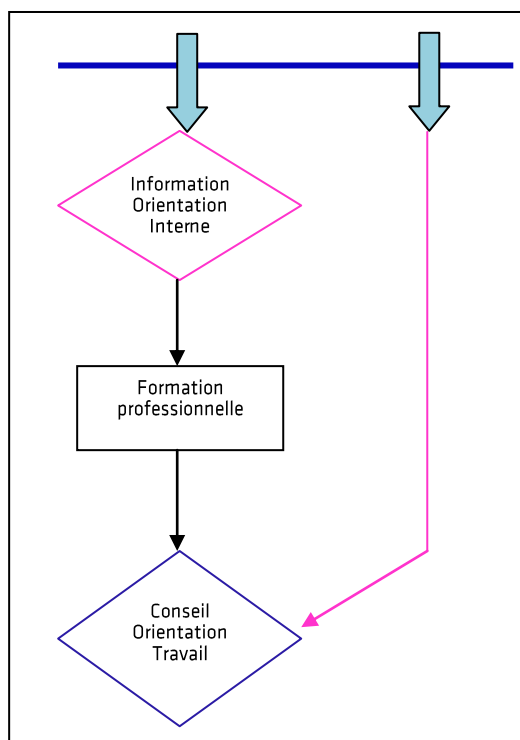 Information
Orientation
Interne
Formation
professionnelle
Conseil
Orientation
Travail